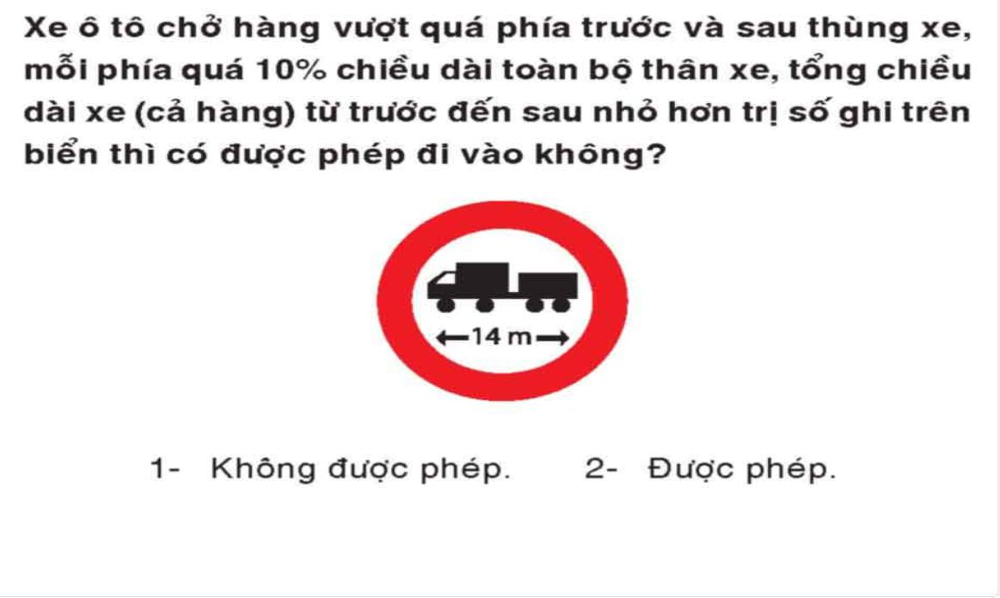 Xe ô tô chở hàng vượt quá phía trước và sau thùng xe,
mỗi phía quá 10% chiều dài toàn bộ thân xe, tổng chiều
dài xe (cả hàng) từ trước đến sau nhỏ hơn trị số ghi trên
biển thì có được phép đi vào không?
14 m
1- Không được phép. 2- Được phép.